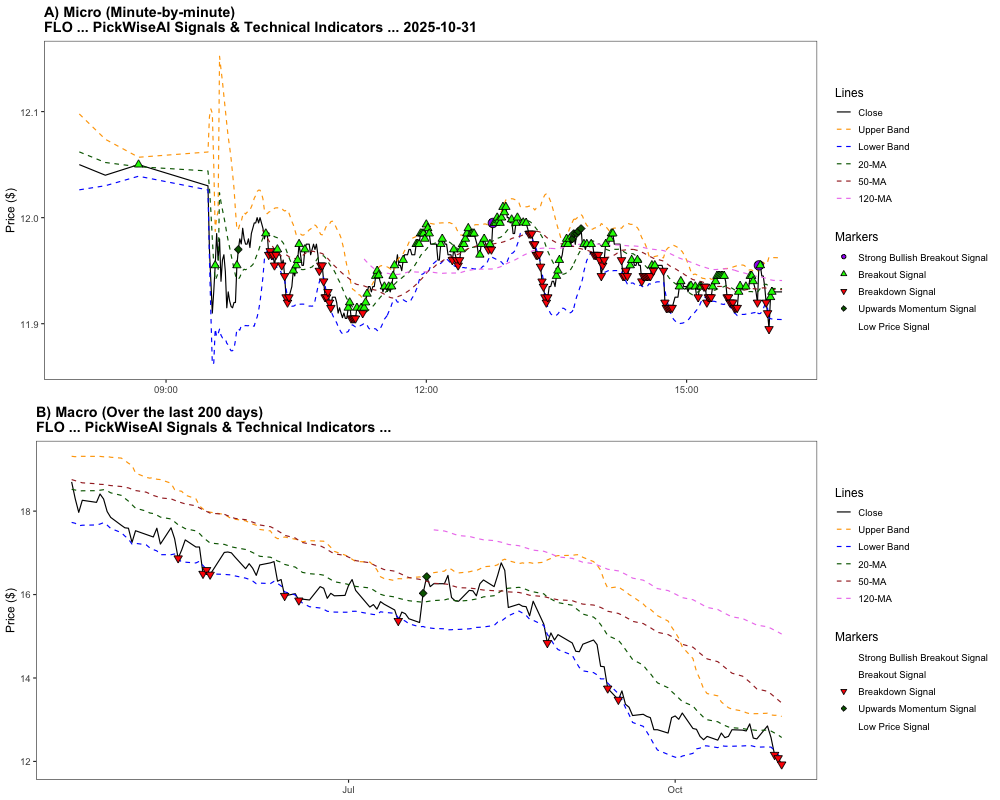 A) Micro (Minute-by-minute)
FLO ... PickWiseAI Signals & Technical Indicators ... 2025-10-31
Price ($)
12.1
12.0
11.9
09:00
12:00
15:00
Lines
Close
Upper Band
Lower Band
20-MA
50-MA
120-MA
Markers
Strong Bullish Breakout Signal
Breakout Signal
Breakdown Signal
Upwards Momentum Signal
Low Price Signal
B) Macro (Over the last 200 days)
FLO ... PickWiseAI Signals & Technical Indicators ...
Price ($)
18
16
14
12
Jul
Oct
Lines
Close
Upper Band
Lower Band
20-MA
50-MA
120-MA
Markers
Strong Bullish Breakout Signal
Breakout Signal
Breakdown Signal
Upwards Momentum Signal
Low Price Signal